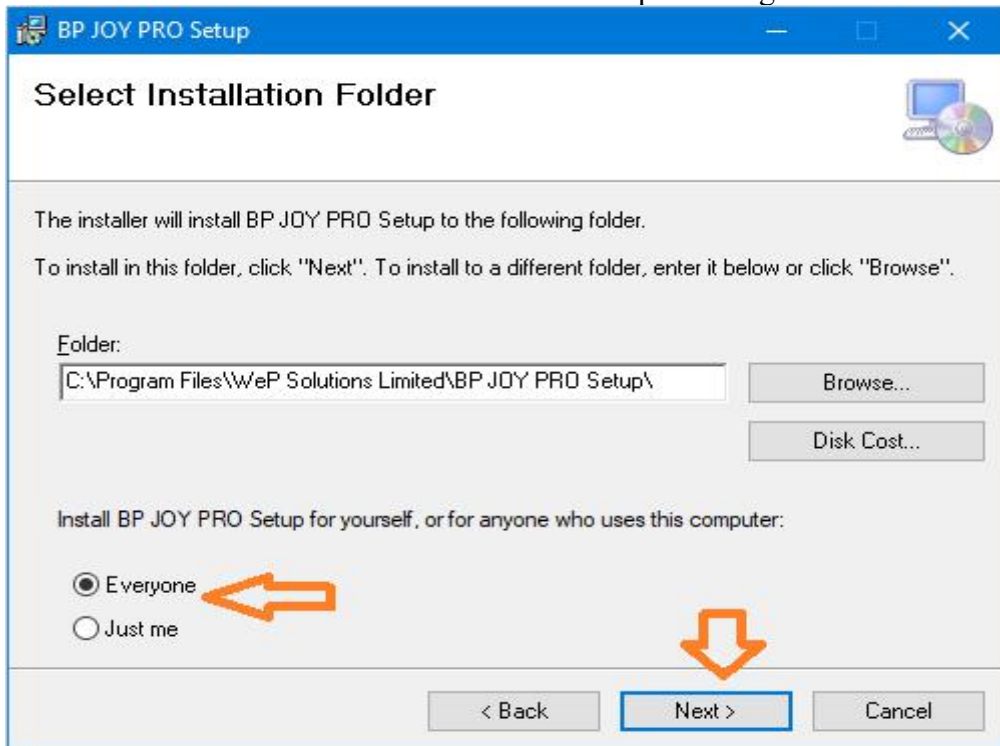 BP JOY PRO Setup
Select Installation Folder
The installer will install BP JOY PRO Setup to the following folder.
To install in this folder, click "Next". To install to a different folder, enter it below or click "Browse".
Folder:
C:\Program Files\WeP Solutions Limited\BP JOY PRO Setup\
Browse...
Disk Cost...
Install BP JOY PRO Setup for yourself, or for anyone who uses this computer:
Everyone
Just me
< Back Next > Cancel